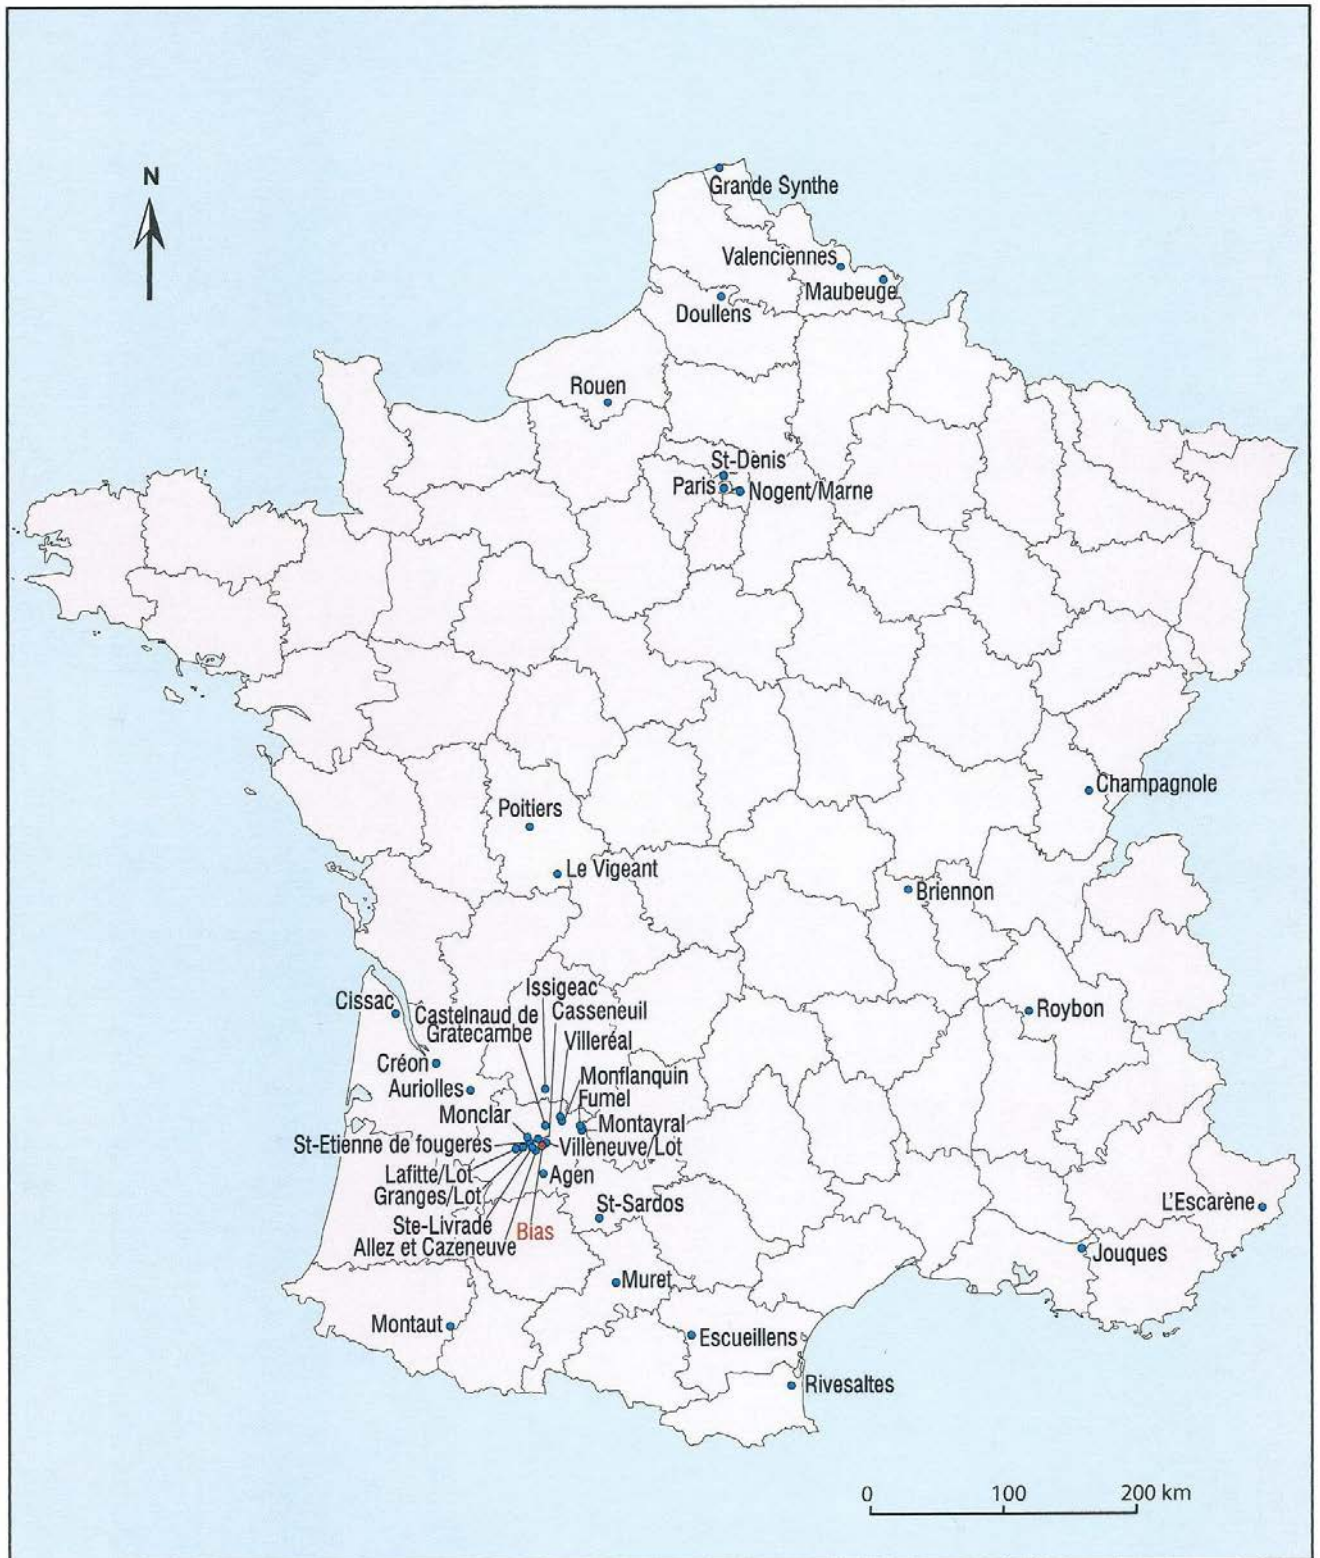 N
Grande Synthe
Valenciennes
Maubeuge
Doullens
Rouen
St-Denis
Paris
Nogent/Marne
Champagnole
Poitiers
Le Vigeant
Briennon
Issigeac
Cissac
Castelnaud de
Gratecambe
Casseneuil
Roybon
Villeréal
Créon
Monflanquin
Auriolles
Fumel
Monclar
Montayral
St-Etienne de fougeres
Villeneuve/Lot
Lafitte/Lot
Agen
Granges/Lot
St-Sardos
L'Escarène
Ste-Livrade
Bias
Allez et Cazeneuve
Jouques
Muret
Montaut
Escueillens
Rivesaltes
0 100 200 km